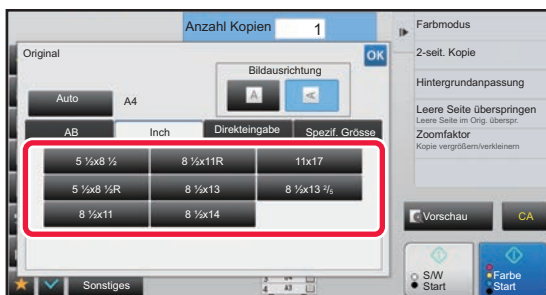 Anzahl Kopien 1
Original
OK
Bildausrichtung
A
A
Auto
A4
AB
Inch
Direkteingabe
Spezif. Grösse
5 ½x8 ½
8 ½x11R
11x17
5 ½x8 ½R
8 ½x13
8 ½x13 ²/₅
8 ½x11
8 ½x14
Sonstiges
Farbmodus
2-seit. Kopie
Hintergrundanpassung
Leere Seite überspringen
Leere Seite im Orig. überspr.
Zoomfaktor
Kopie vergrößern/verkleinern
Vorschau
CA
S/W
Start
Farbe
Start